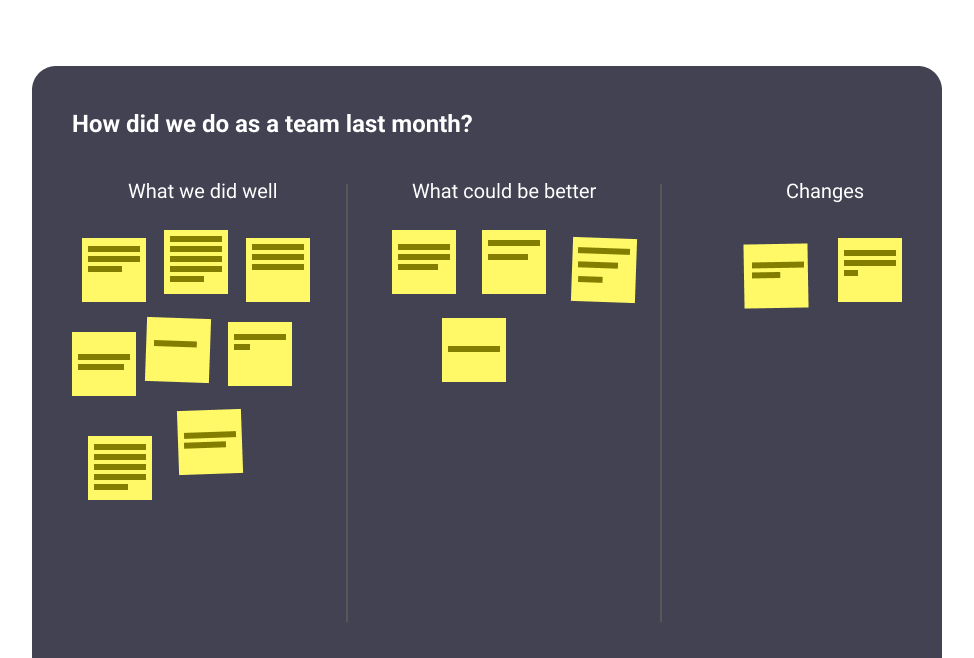 How did we do as a team last month?
What we did well
What could be better
Changes